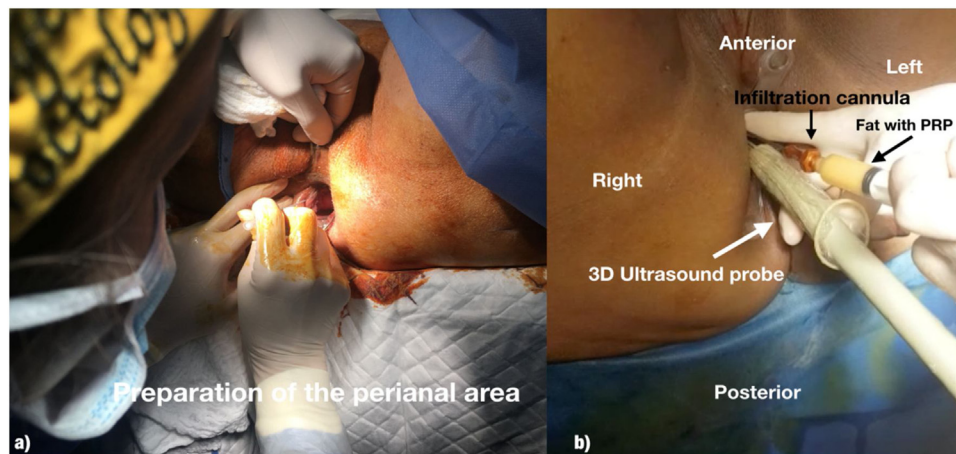 Preparation of the perianal area
a)
Anterior
Left
Infiltration cannula
Fat with PRP
Right
3D Ultrasound probe
Posterior
b)